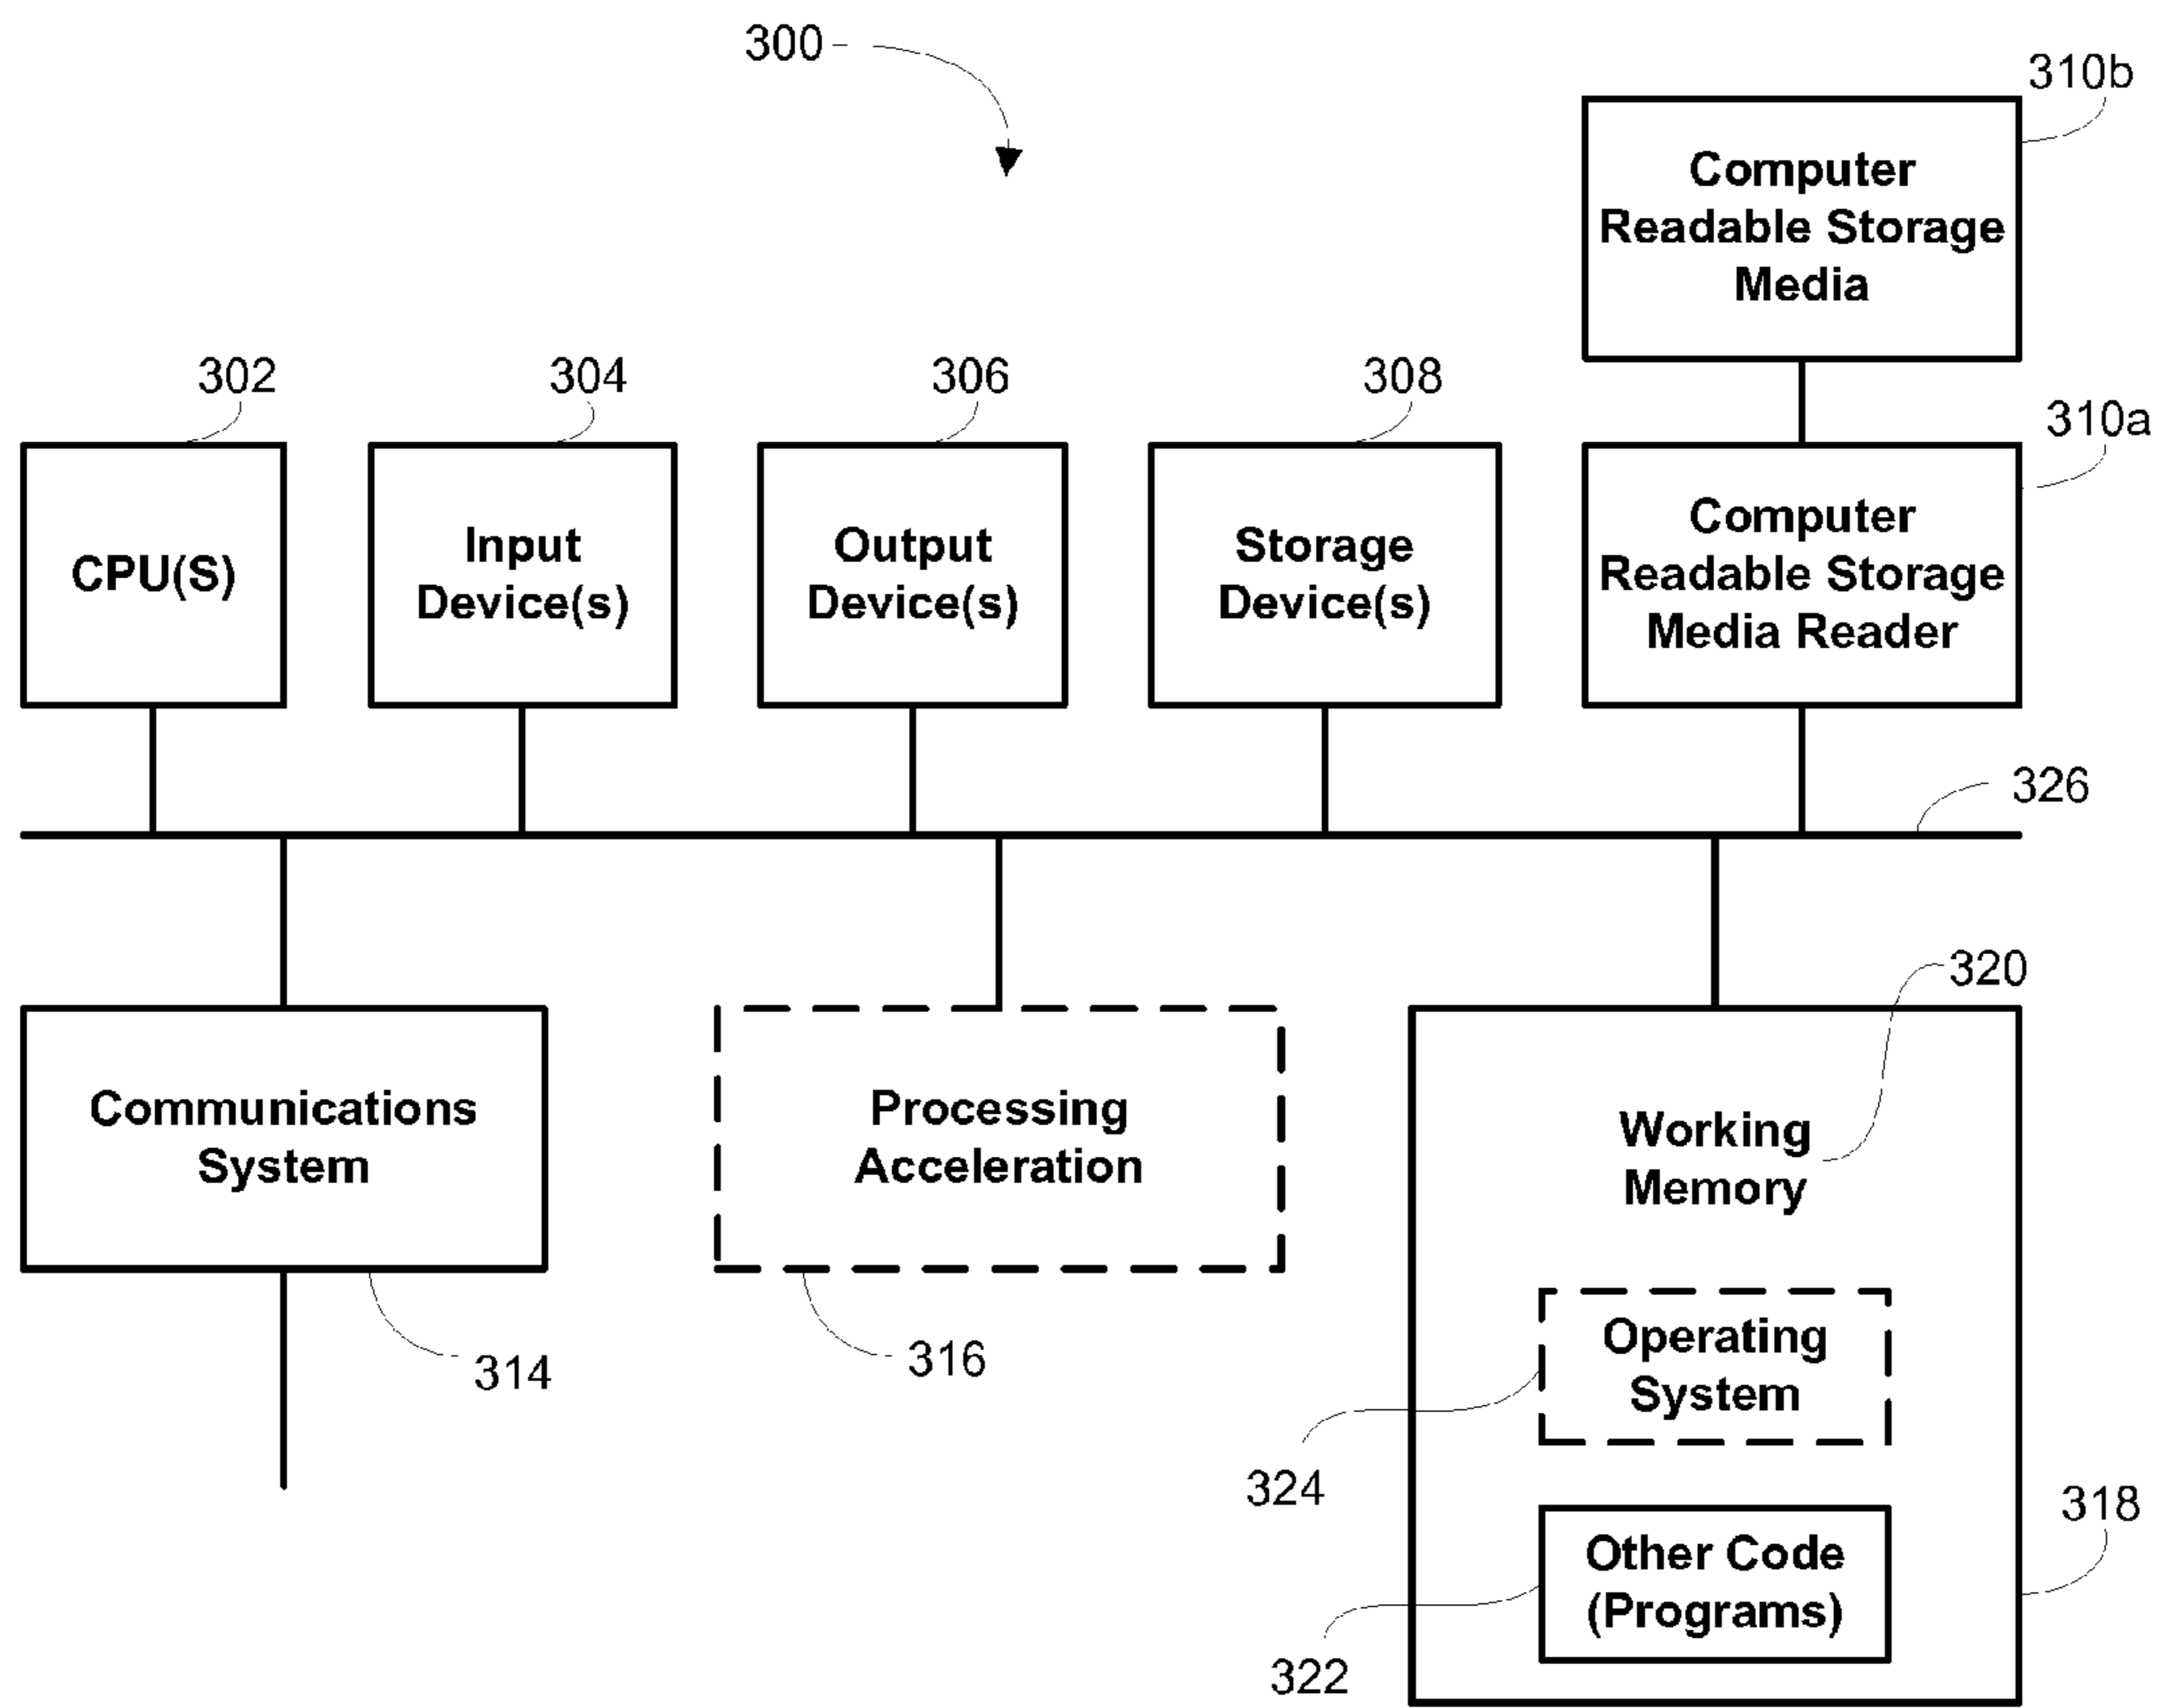 300
310b
Computer
Readable Storage
Media
302
304
306
308
310a
CPU(S)
Input
Device(s)
Output
Device(s)
Storage
Device(s)
Computer
Readable Storage
Media Reader
326
320
Communications
System
Processing
Acceleration
Working
Memory
314
316
Operating
System
324
318
Other Code
(Programs)
322